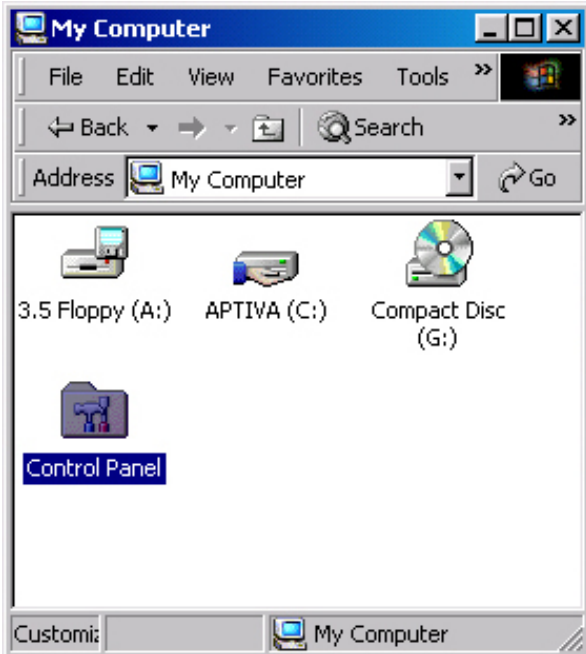 My Computer
File Edit View Favorites Tools »
Back Search »
Address My Computer Go
3.5 Floppy (A:) APTIVA (C:) Compact Disc
(G:)
Control Panel
Customiz My Computer